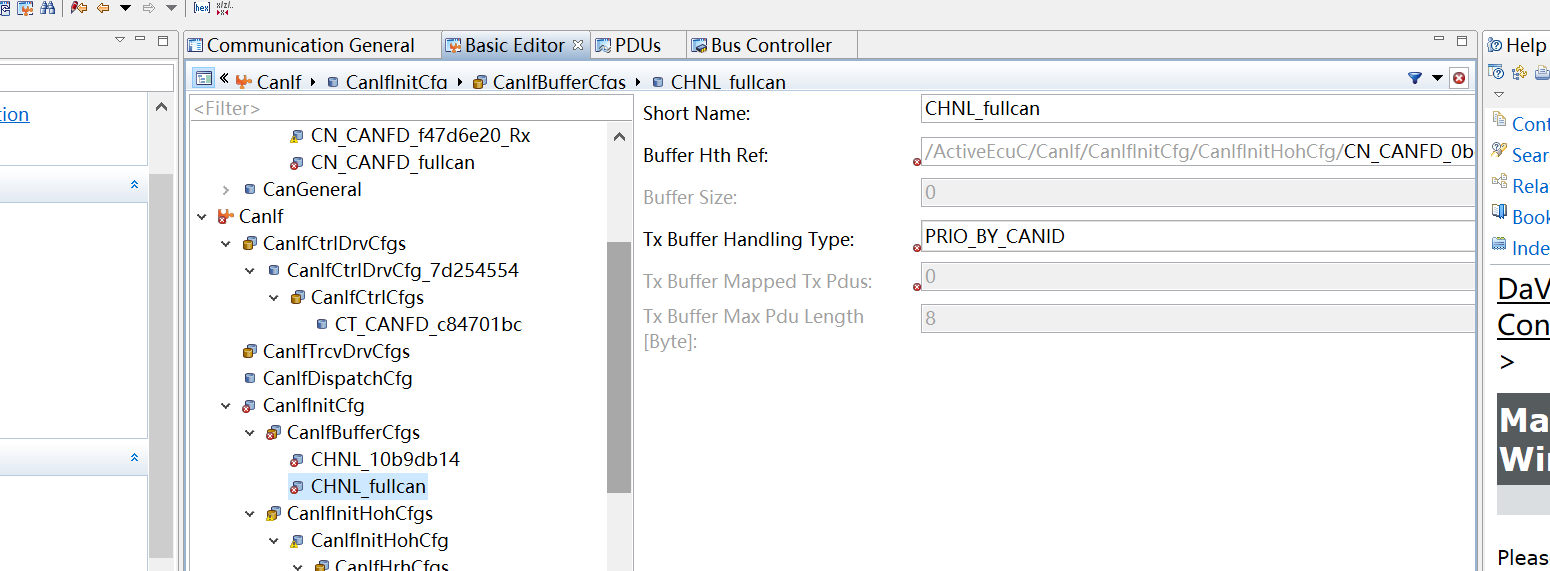 [hex]
Communication General
Basic Editor
PDUs
Bus Controller
Help
CanIf
CanIfInitCfg
CanIfBufferCfgs
CHNL_fullcan
<Filter>
CN_CANFD_f47d6e20_Rx
CN_CANFD_fullcan
CanGeneral
CanIf
CanIfCtrlDrvCfgs
CanIfCtrlDrvCfg_7d254554
CanIfCtrlCfgs
CT_CANFD_c84701bc
CanIfTrcvDrvCfgs
CanIfDispatchCfg
CanIfInitCfg
CanIfBufferCfgs
CHNL_10b9db14
CHNL_fullcan
CanIfInitHohCfgs
CanIfInitHohCfg
CanIfHrhCfgs
Short Name:
CHNL_fullcan
Buffer Hth Ref:
/ActiveEcuC/CanIf/CanIfInitCfg/CanIfInitHohCfg/CN_CANFD_0b
Buffer Size:
0
Tx Buffer Handling Type:
PRIO_BY_CANID
Tx Buffer Mapped Tx Pdus:
0
Tx Buffer Max Pdu Length
[Byte]:
8
tion
Cont
Sear
Rela
Book
Inde
DaV
Con
>
Ma
Wi
Pleas